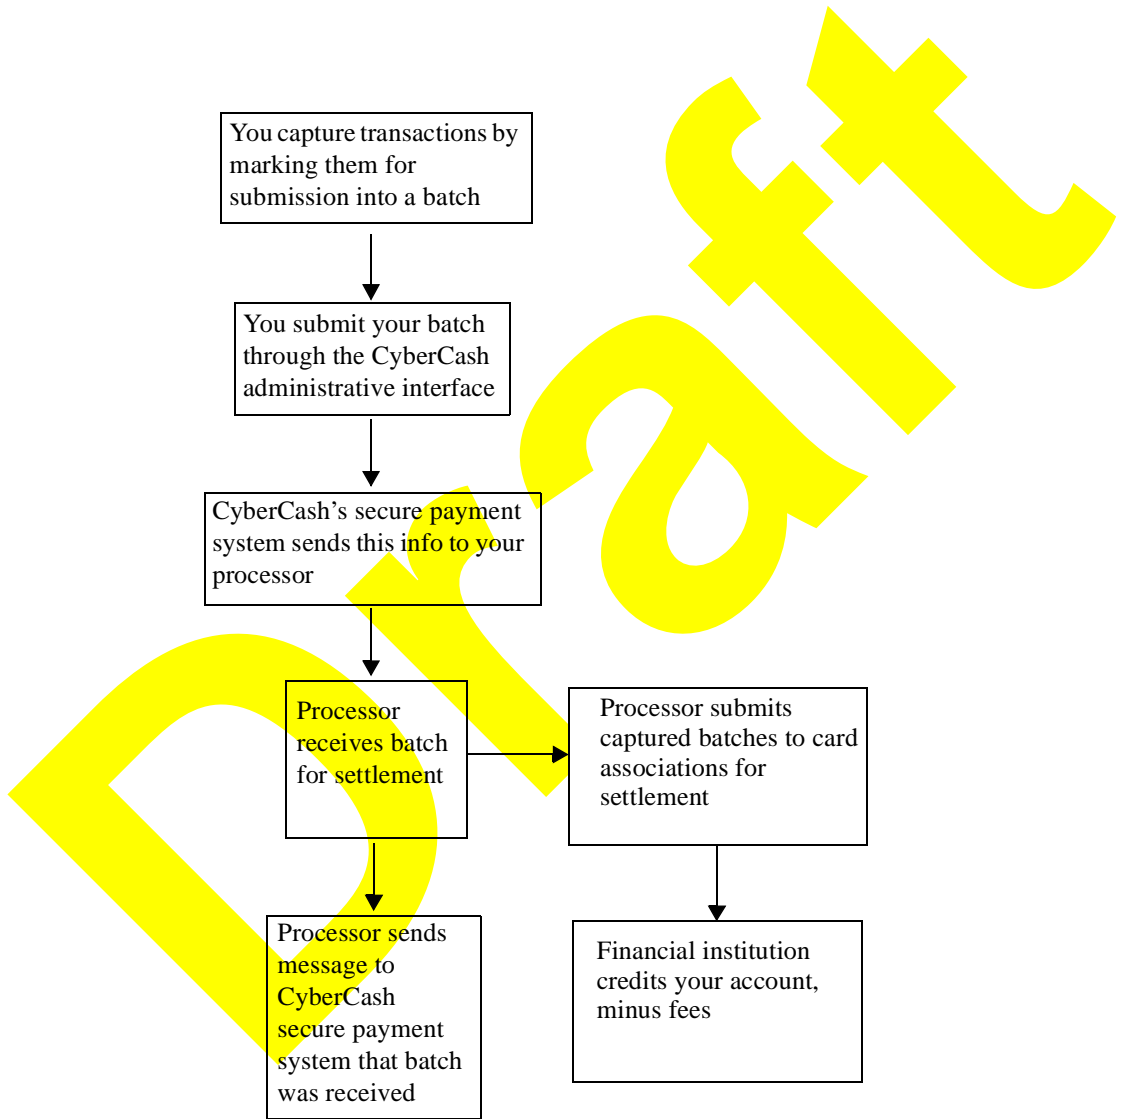 You capture transactions by
marking them for
submission into a batch
You submit your batch
through the CyberCash
administrative interface
CyberCash’s secure payment
system sends this info to your
processor
Processor
receives batch
for settlement
Processor submits
captured batches to card
associations for
settlement
Processor sends
message to
CyberCash
secure payment
system that batch
was received
Financial institution
credits your account,
minus fees
Draft